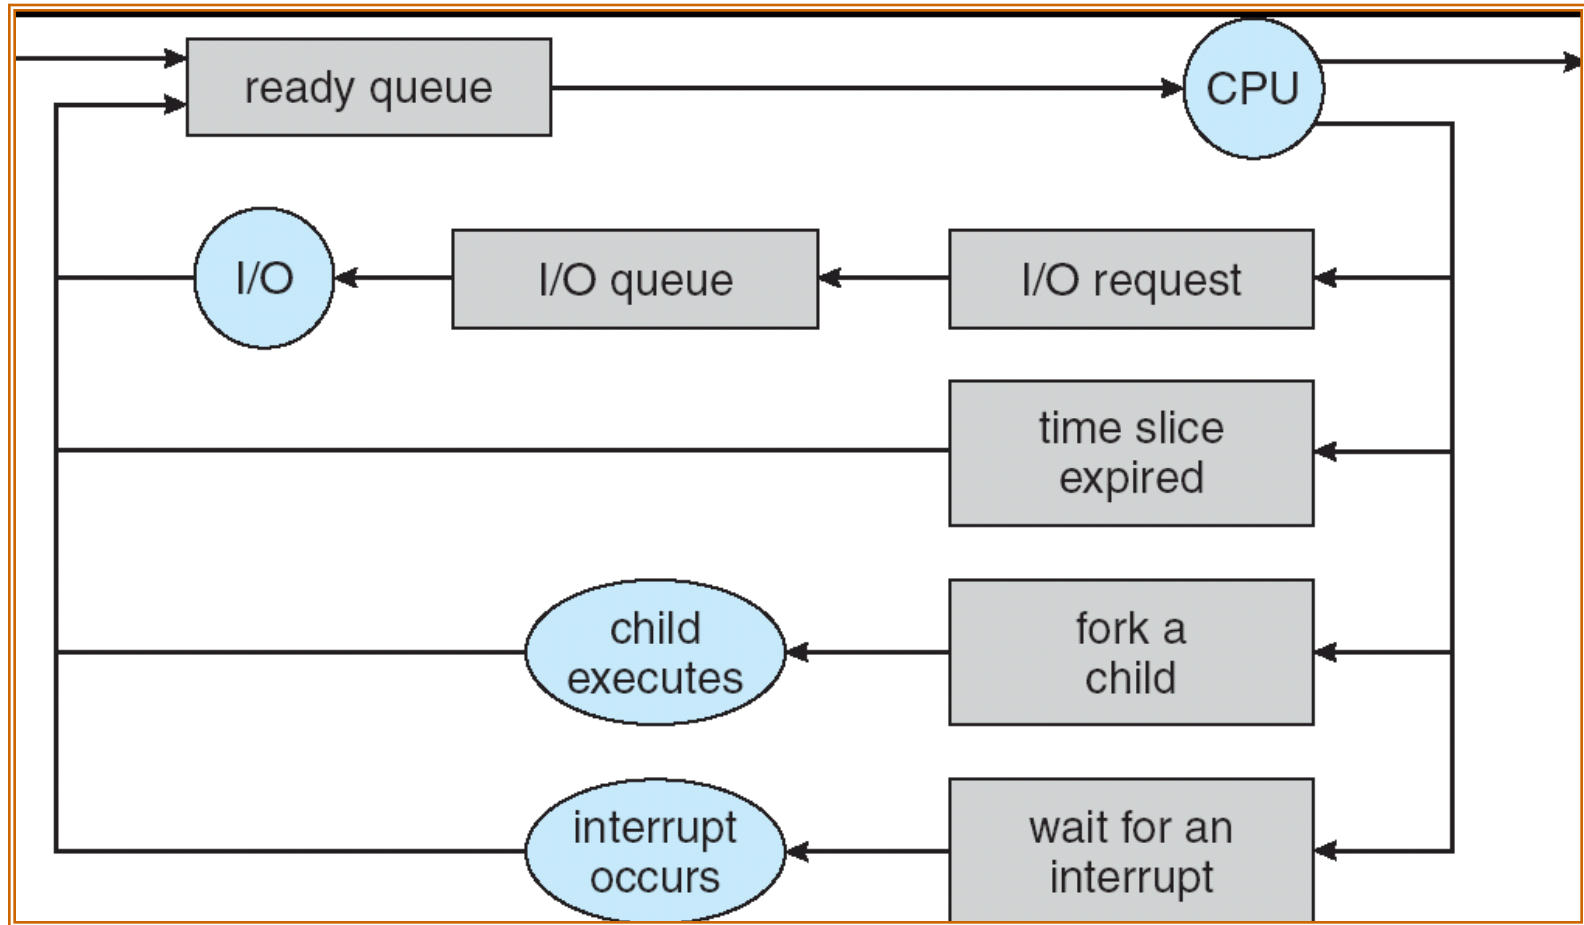 ready queue
CPU
I/O
I/O queue
I/O request
time slice
expired
child
executes
fork a
child
interrupt
occurs
wait for an
interrupt